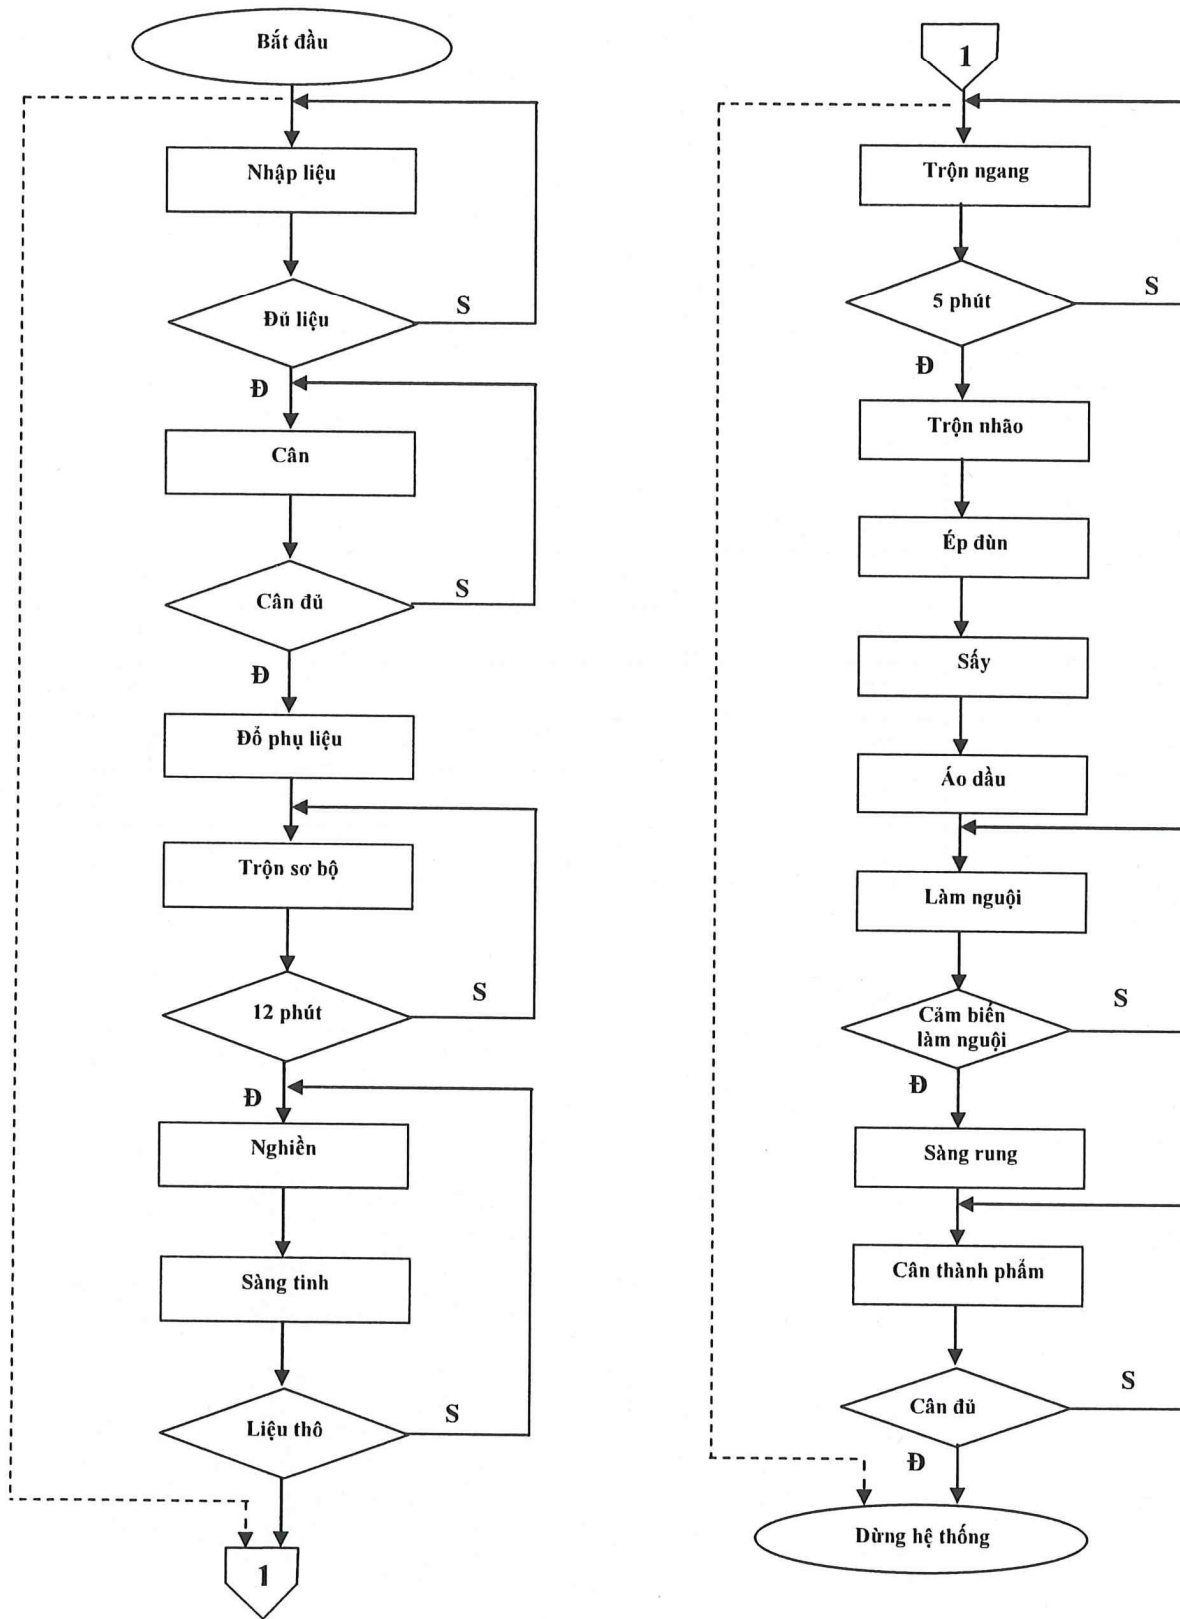 Bắt đầu
Nhập liệu
Đủ liệu
S
Đ
Cân
Cân đủ
S
Đ
Đổ phụ liệu
Trộn sơ bộ
12 phút
S
Đ
Nghiền
Sàng tinh
Liệu thô
S
1
1
Trộn ngang
5 phút
S
Đ
Trộn nhão
Ép đùn
Sấy
Áo dầu
Làm nguội
Cảm biến
làm nguội
S
Đ
Sàng rung
Cân thành phẩm
Cân đủ
S
Đ
Dừng hệ thống